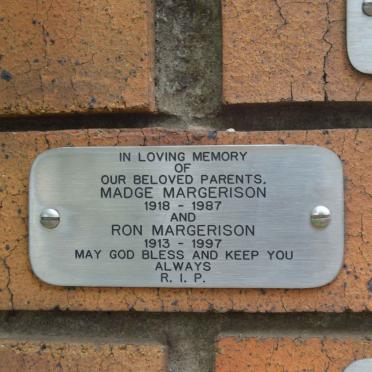 IN LOVING MEMORY
OF
OUR BELOVED PARENTS.
MADGE MARGERISON
1918 - 1987
AND
RON MARGERISON
1913 - 1997
MAY GOD BLESS AND KEEP YOU
ALWAYS
R. I. P.